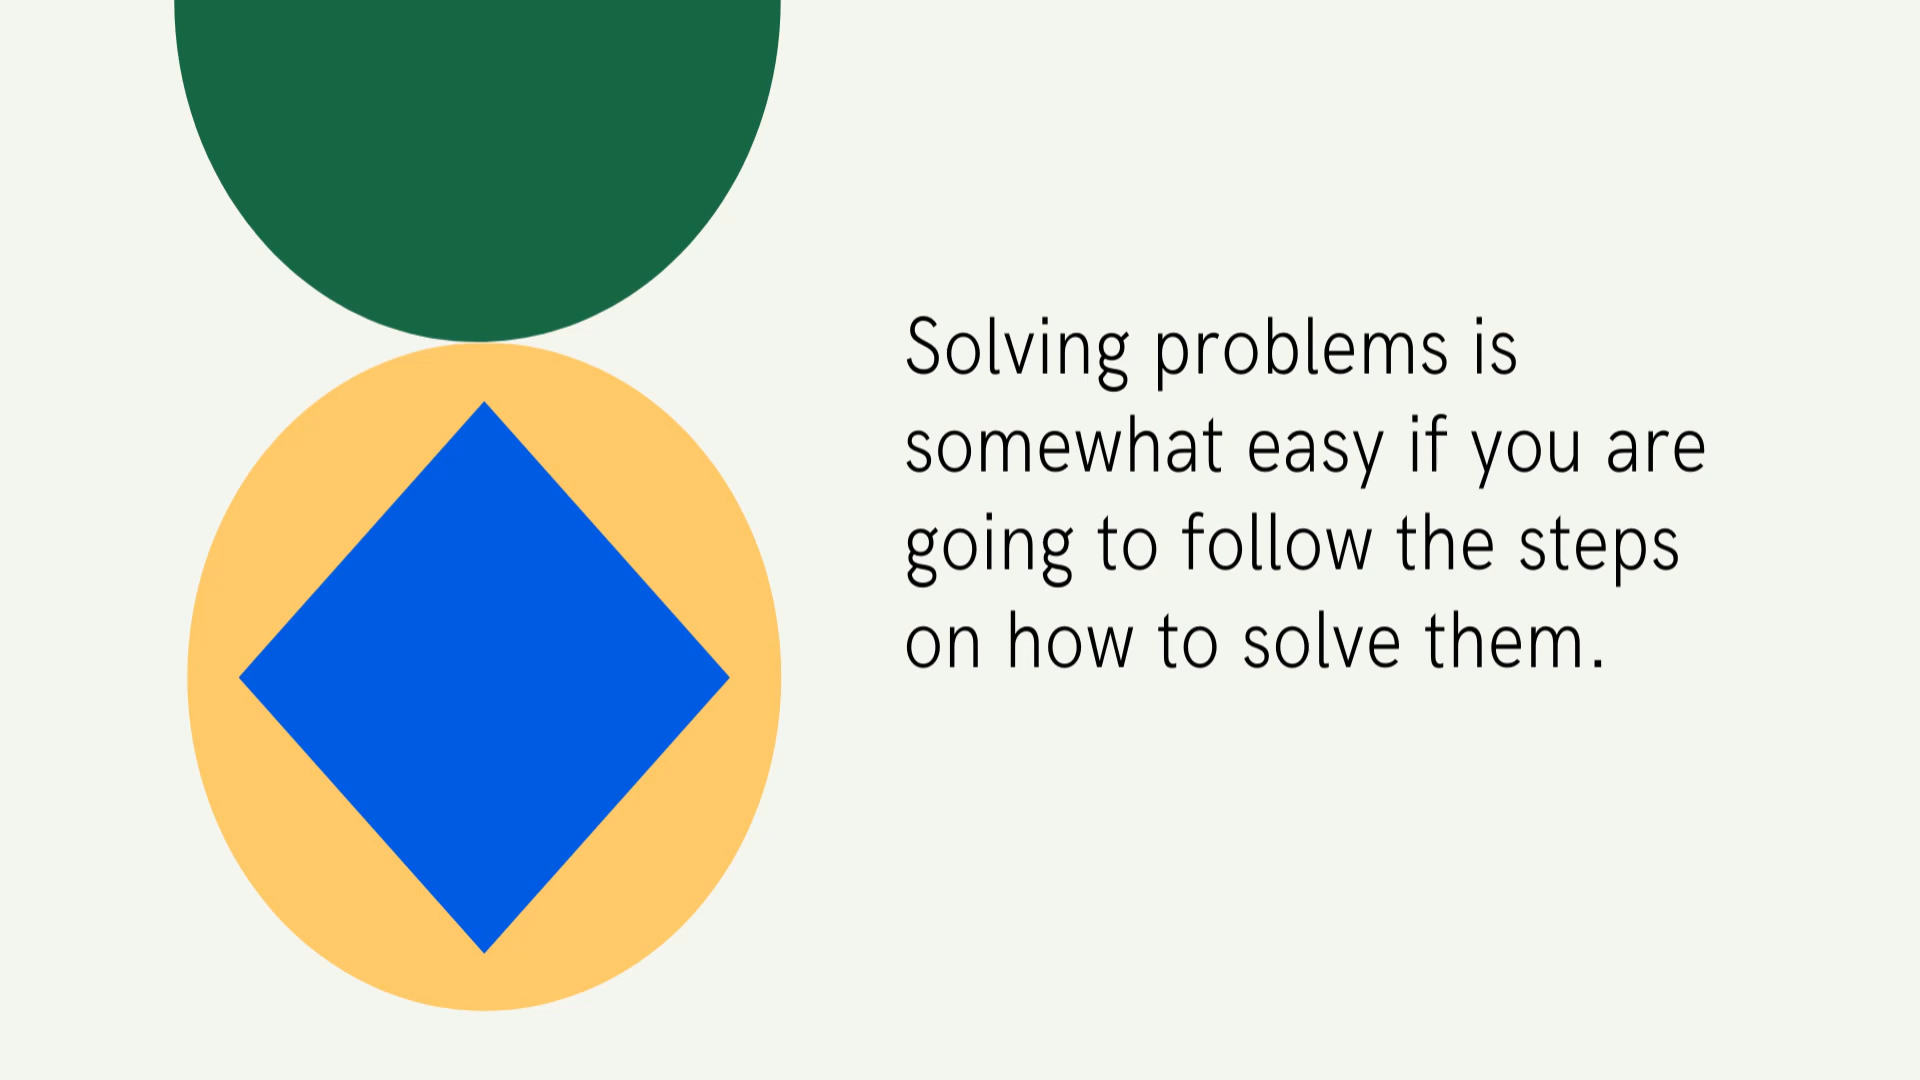 Solving problems is
somewhat easy if you are
going to follow the steps
on how to solve them.